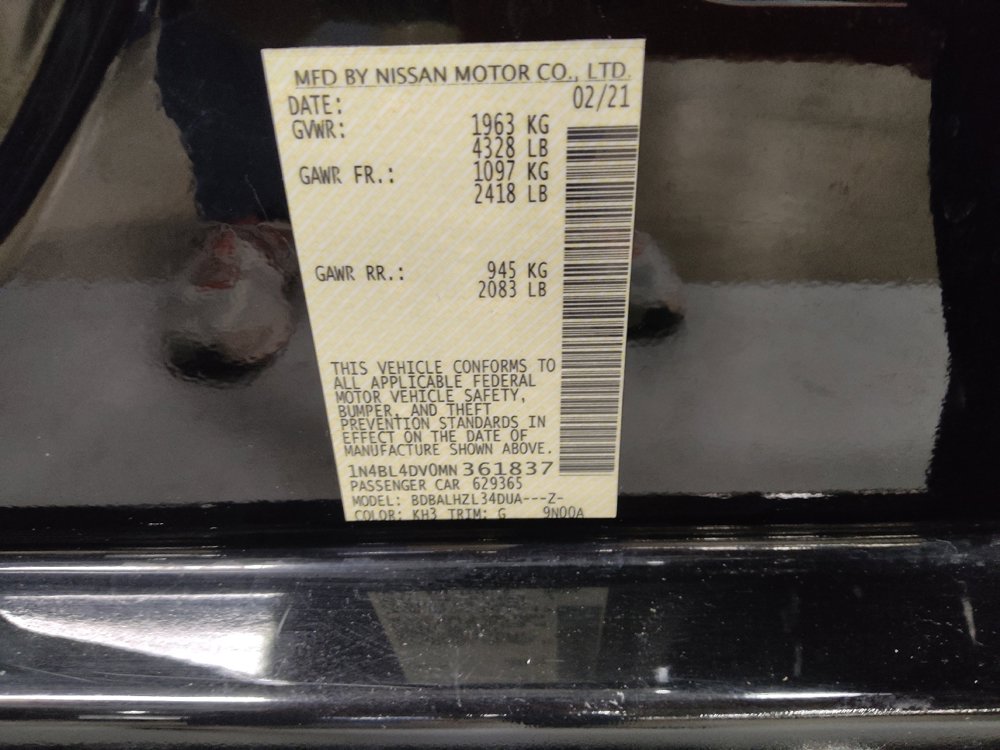 MFD BY NISSAN MOTOR CO., LTD.
DATE: 02/21
GVWR: 1963 KG
4328 LB
GAWR FR.: 1097 KG
2418 LB
GAWR RR.: 945 KG
2083 LB
THIS VEHICLE CONFORMS TO
ALL APPLICABLE FEDERAL
MOTOR VEHICLE SAFETY,
BUMPER, AND THEFT
PREVENTION STANDARDS IN
EFFECT ON THE DATE OF
MANUFACTURE SHOWN ABOVE.
1N4BL4DV0MN361837
PASSENGER CAR 629365
MODEL: BDBALHZL34DUA---Z-
COLOR: KH3 TRIM: G 9N00A